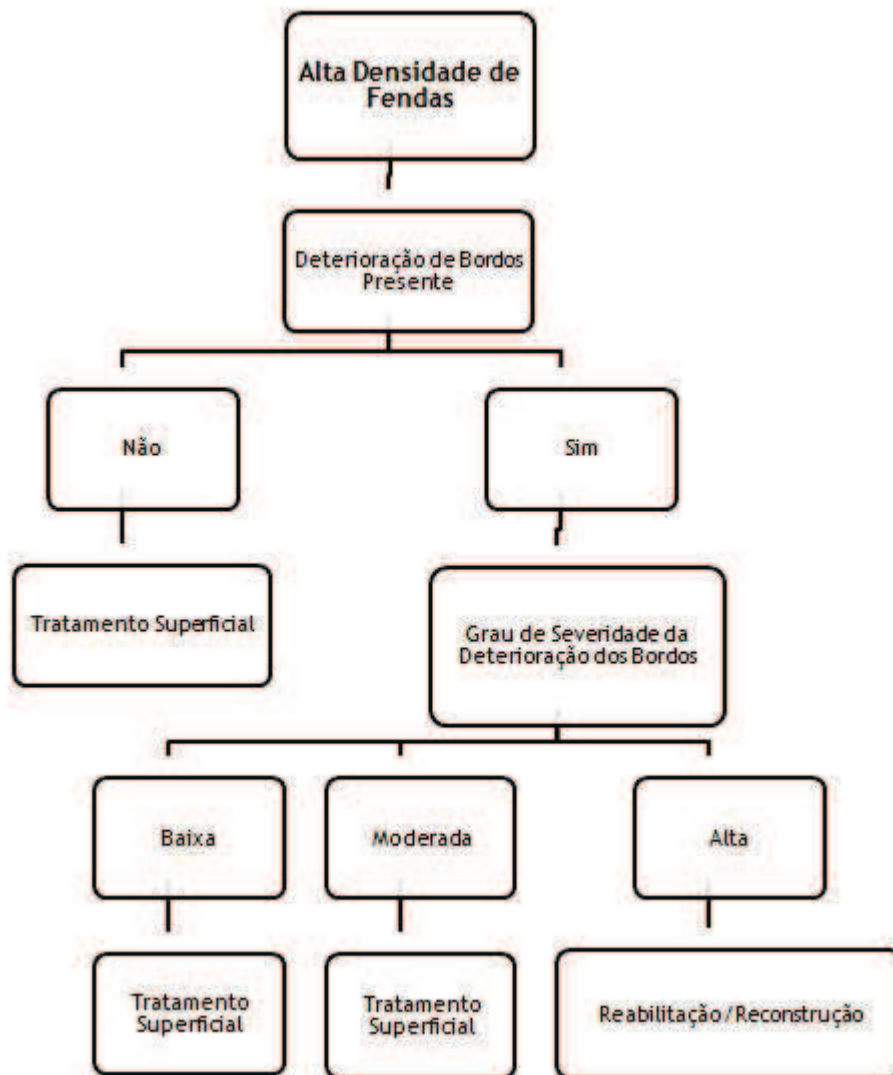 Alta Densidade de
Fendas
Deterioração de Bordos
Presente
Não
Sim
Tratamento Superficial
Grau de Severidade da
Deterioração dos Bordos
Baixa
Moderada
Alta
Tratamento
Superficial
Tratamento
Superficial
Reabilitação/Reconstrução